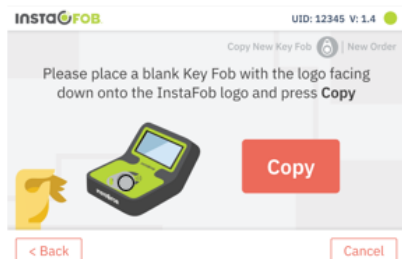 INSTAFOB
UID: 12345 V: 1.4
Copy New Key Fob | New Order
Please place a blank Key Fob with the logo facing
down onto the InstaFob logo and press Copy
Copy
< Back
Cancel